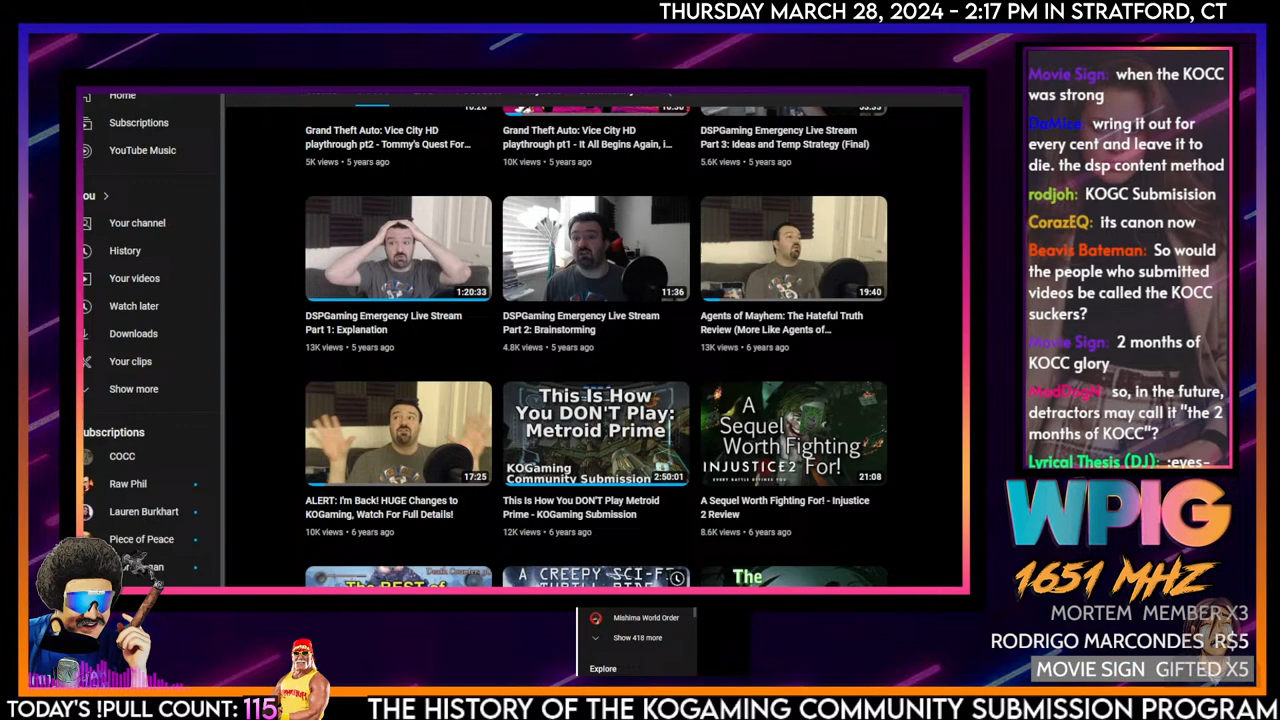 THURSDAY MARCH 28, 2024 - 2:17 PM IN STRATFORD, CT
Home
Subscriptions
YouTube Music
ou
Your channel
History
Your videos
Watch later
Downloads
Your clips
Show more
ubscriptions
COCC
Raw Phil
Lauren Burkhart
Piece of Peace
Grand Theft Auto: Vice City HD
playthrough pt2 - Tommy's Quest For...
5K views • 5 years ago
Grand Theft Auto: Vice City HD
playthrough pt1 - It All Begins Again, i...
10K views • 5 years ago
DSPGaming Emergency Live Stream
Part 3: Ideas and Temp Strategy (Final)
5.6K views • 5 years ago
1:20:33
DSPGaming Emergency Live Stream
Part 1: Explanation
13K views • 5 years ago
11:36
DSPGaming Emergency Live Stream
Part 2: Brainstorming
4.8K views • 5 years ago
19:40
Agents of Mayhem: The Hateful Truth
Review (More Like Agents of...
13K views • 6 years ago
17:25
ALERT: I'm Back! HUGE Changes to
KOGaming, Watch For Full Details!
10K views • 6 years ago
This Is How
You DON'T Play:
Metroid Prime
KOGaming
Community Submission
2:50:01
This Is How You DON'T Play Metroid
Prime - KOGaming Submission
12K views • 6 years ago
A
Sequel
Worth Fighting
For!
INJUSTICE 2
EVERY BATTLE DEFINES YOU
21:08
A Sequel Worth Fighting For! - Injustice
2 Review
8.6K views • 6 years ago
The BEST of
A CREEPY SCI-FI
The
Mishima World Order
Show 418 more
Explore
Movie Sign: when the KOCC
was strong
DaMice: wring it out for
every cent and leave it to
die. the dsp content method
rodjoh: KOGC Submisision
CorazEQ: its canon now
Beavis Bateman: So would
the people who submitted
videos be called the KOCC
suckers?
Movie Sign: 2 months of
KOCC glory
MadDogN: so, in the future,
detractors may call it "the 2
months of KOCC"?
Lyrical Thesis (DJ): :eyes-
WPIG
1651 MHZ
MORTEM MEMBER X3
RODRIGO MARCONDES R$5
MOVIE SIGN GIFTED X5
TODAY'S !PULL COUNT: 115
THE HISTORY OF THE KOGAMING COMMUNITY SUBMISSION PROGRAM